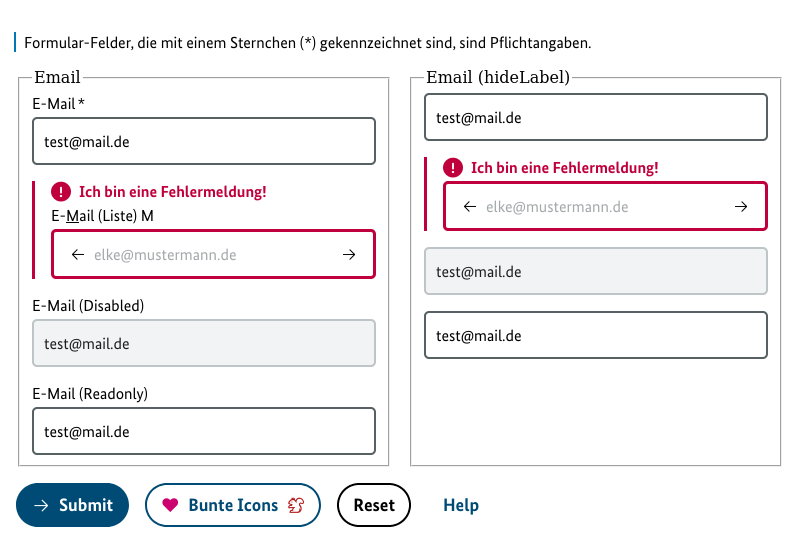 Formular-Felder, die mit einem Sternchen (*) gekennzeichnet sind, sind Pflichtangaben.
Email
E-Mail *
test@mail.de
Ich bin eine Fehlermeldung!
E-Mail (Liste) M
elke@mustermann.de
E-Mail (Disabled)
test@mail.de
E-Mail (Readonly)
test@mail.de
Email (hideLabel)
test@mail.de
Ich bin eine Fehlermeldung!
elke@mustermann.de
test@mail.de
test@mail.de
Submit
Bunte Icons
Reset
Help